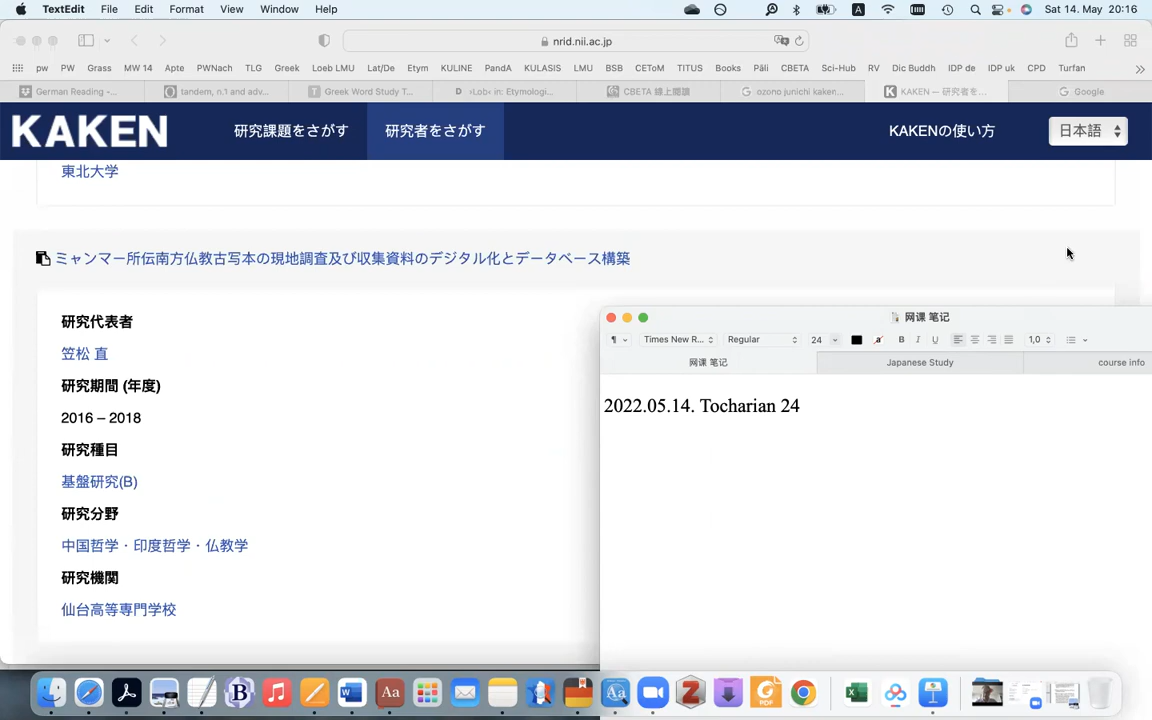 TextEdit File Edit Format View Window Help Sat 14. May 20:16
nrid.nii.ac.jp
pw PW Grass MW 14 Apte PWNach TLG Greek Loeb LMU Lat/De Etym KULINE PandA KULASIS LMU BSB CEToM TITUS Books Pāli CBETA Sci-Hub RV Dic Buddh IDP de IDP uk CPD Turfan
German Reading -... tandem, n.1 and adv... Greek Word Study T... ‹Lob› in: Etymologi... CBETA 線上閱讀 ozono junichi kaken... KAKEN — 研究者を... Google
KAKEN 研究課題をさがす 研究者をさがす KAKENの使い方 日本語
東北大学
ミャンマー所伝南方仏教古写本の現地調査及び収集資料のデジタル化とデータベース構築
研究代表者
笠松 直
研究期間 (年度)
2016 – 2018
研究種目
基盤研究(B)
研究分野
中国哲学・印度哲学・仏教学
研究機関
仙台高等専門学校
网课 笔记
Times New R... Regular 24 a B I U 1,0
网课 笔记 Japanese Study course info
2022.05.14. Tocharian 24